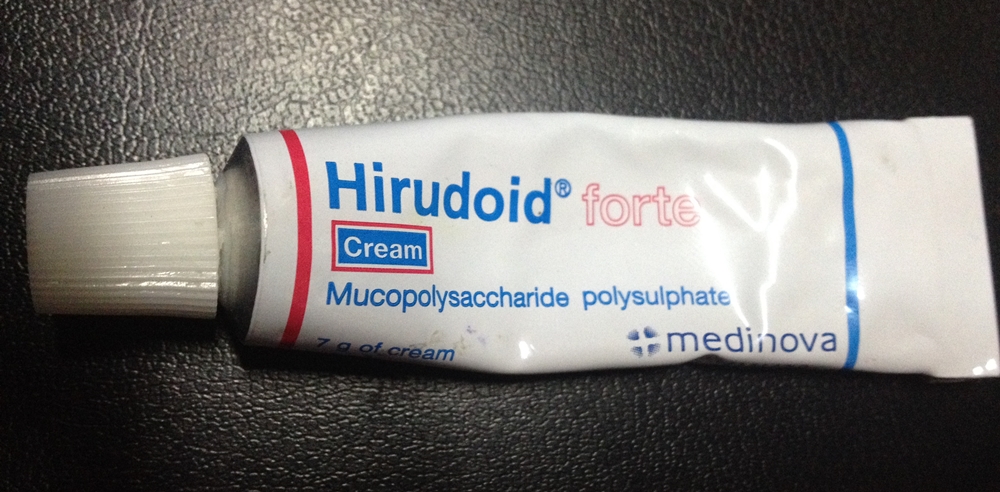 Hirudoid® forte
Cream
Mucopolysaccharide polysulphate
7 g of cream
medinova